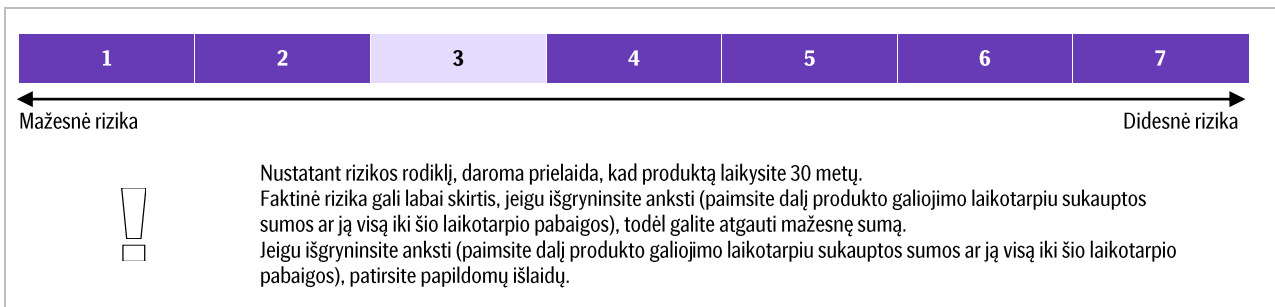 1 2 3 4 5 6 7
Mažesnė rizika Didesnė rizika
Nustatant rizikos rodiklį, daroma prielaida, kad produktą laikysite 30 metų.
Faktinė rizika gali labai skirtis, jeigu išgryninsite anksti (paimsite dalį produkto galiojimo laikotarpiu sukauptos
sumos ar ją visą iki šio laikotarpio pabaigos), todėl galite atgauti mažesnę sumą.
Jeigu išgryninsite anksti (paimsite dalį produkto galiojimo laikotarpiu sukauptos sumos ar ją visą iki šio laikotarpio
pabaigos), patirsite papildomų išlaidų.